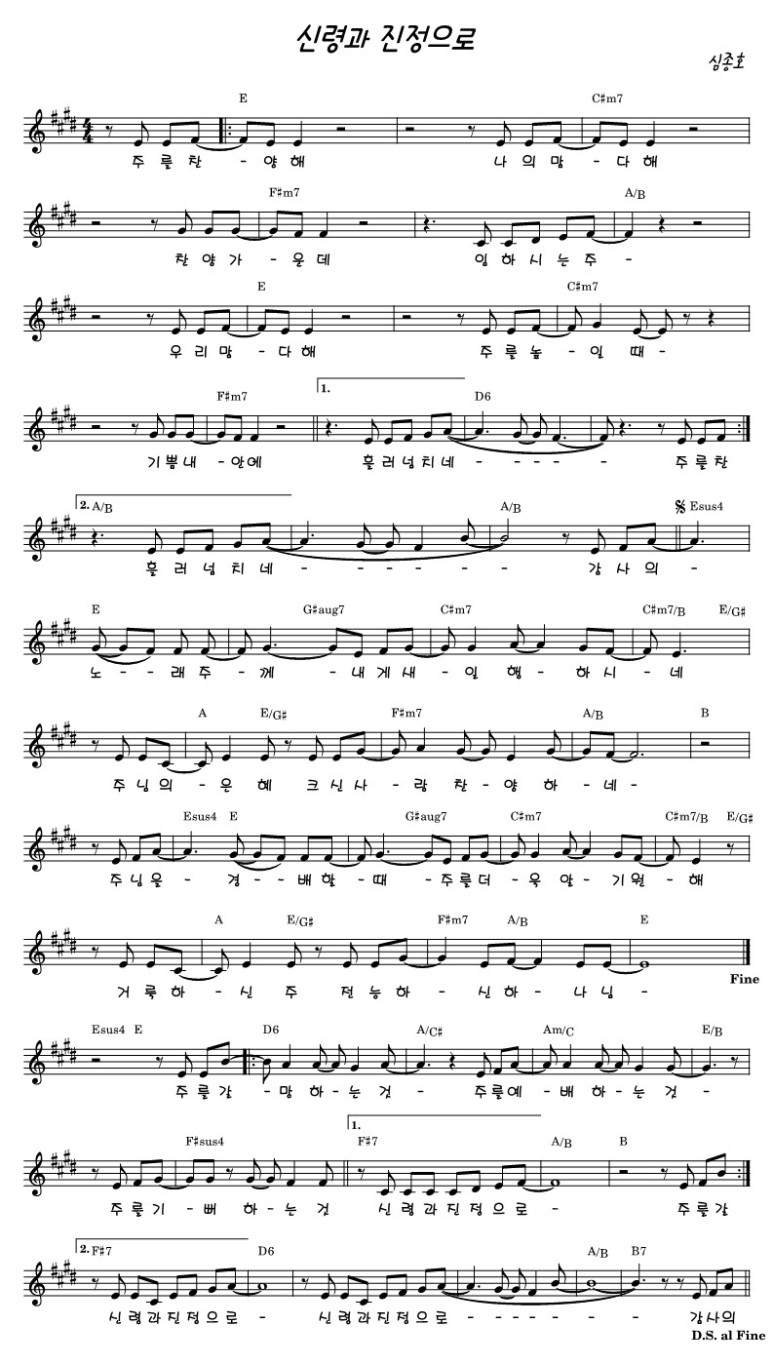 신령과 진정으로
심종호
E C♯m7
주 를 찬 - 양 해 나 의 맘 - 다 해
F♯m7 A/B
찬 양 가 - 운 데 임 하 시 는 주 -
E C♯m7
우 리 맘 - 다 해 주 를 높 - 일 때 -
F♯m7 1. D6
기 쁨 내 - 안에 흘 러 넘 치 네 - - - - - 주 를 찬
2. A/B A/B Esus4
흘 러 넘 치 네 - - - - - - - 감 사 의 -
E G♯aug7 C♯m7 C♯m7/B E/G♯
노 - - 래 주 - 께 - 내 게 내 - 일 행 - 하 시 - 네
A E/G♯ F♯m7 A/B B
주 님 의 - 은 혜 크 신 사 - 랑 찬 - 양 하 - 네 -
Esus4 E G♯aug7 C♯m7 C♯m7/B E/G♯
주 님 을 - 경 - - 배 할 - 때 - 주 를 더 - 욱 알 - 기 원 - 해
A E/G♯ F♯m7 A/B E
거 룩 하 - 신 주 전 능 하 - 신 하 - 나 님 -
Fine
Esus4 E D6 A/C♯ Am/C E/B
주 를 갈 - 망 하 - 는 것 - 주 를 예 - 배 하 - 는 것 -
F♯sus4 1. F♯7 A/B B
주 를 기 - 뻐 하 - 는 것 신 령 과 진 정 으 로 - 주 를 갈
2. F♯7 D6 A/B B7
신 령 과 진 정 으 로 - 신 령 과 진 정 으 로 - - - - - - - 감 사 의
D.S. al Fine